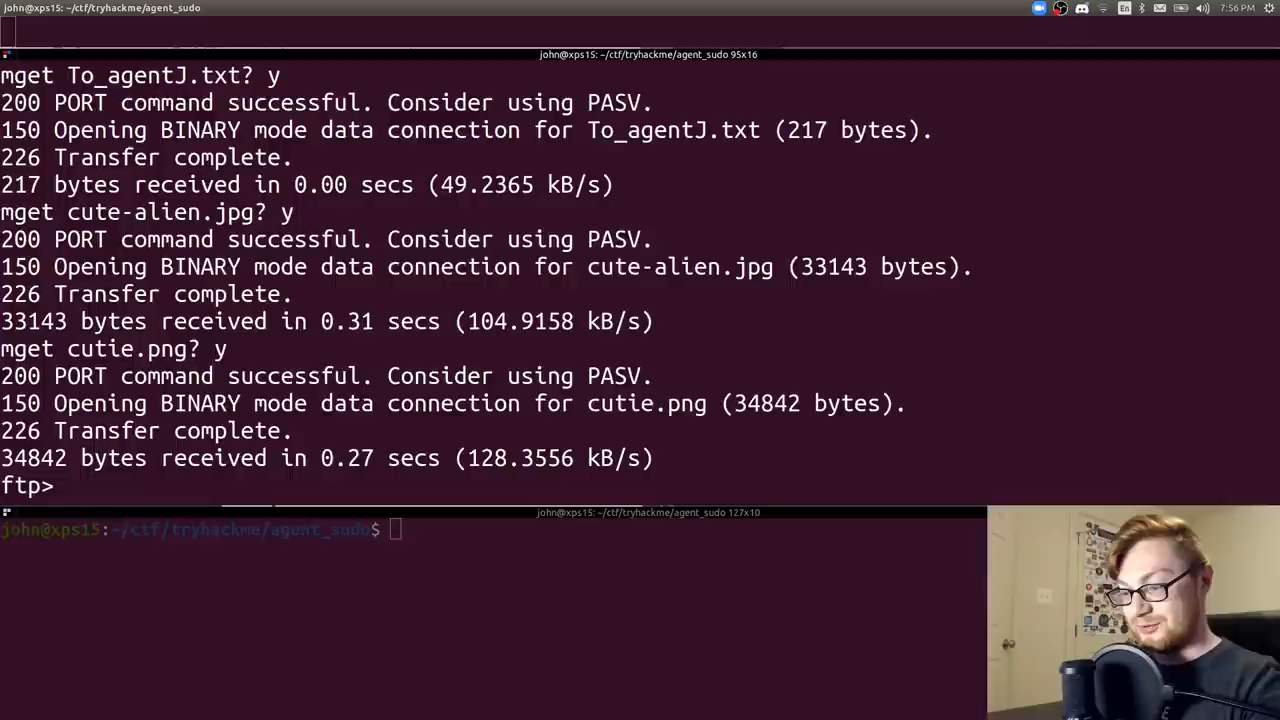 john@xps15: ~/ctf/tryhackme/agent_sudo
En
7:56 PM
john@xps15: ~/ctf/tryhackme/agent_sudo 95x16
mget To_agentJ.txt? y
200 PORT command successful. Consider using PASV.
150 Opening BINARY mode data connection for To_agentJ.txt (217 bytes).
226 Transfer complete.
217 bytes received in 0.00 secs (49.2365 kB/s)
mget cute-alien.jpg? y
200 PORT command successful. Consider using PASV.
150 Opening BINARY mode data connection for cute-alien.jpg (33143 bytes).
226 Transfer complete.
33143 bytes received in 0.31 secs (104.9158 kB/s)
mget cutie.png? y
200 PORT command successful. Consider using PASV.
150 Opening BINARY mode data connection for cutie.png (34842 bytes).
226 Transfer complete.
34842 bytes received in 0.27 secs (128.3556 kB/s)
ftp>
john@xps15: ~/ctf/tryhackme/agent_sudo 127x10
john@xps15:~/ctf/tryhackme/agent_sudo$